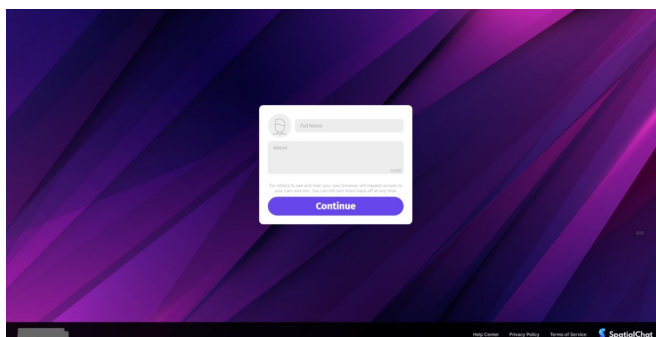 Full Name
About
For others to see and hear you, your browser will request access to
your cam and mic. You can still turn them back off at any time.
Continue
Help Center Privacy Policy Terms of Service SpatialChat